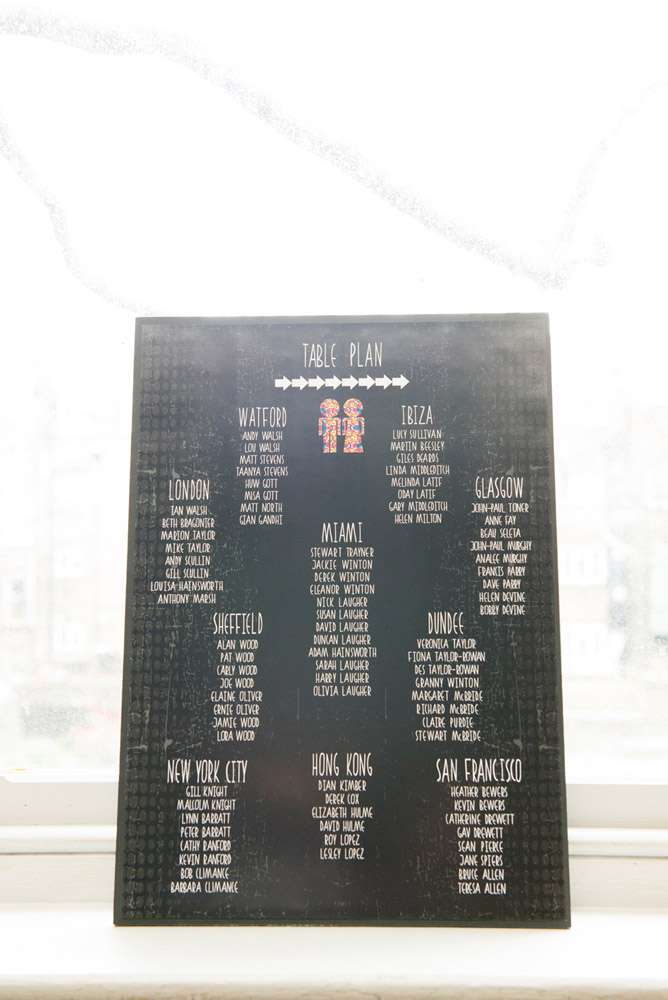 TABLE PLAN
WATFORD
ANDY WALSH
LOU WALSH
MATT STEVENS
TAANYA STEVENS
HUW GOTT
MISA GOTT
MATT NORTH
GIAN GANDHI
IBIZA
LUCY SULLIVAN
MARTIN BEESLEY
GILES DEARDS
LINDA MIDDLEDITCH
MELINDA LATIF
ODAY LATIF
GARY MIDDLEDITCH
HELEN MILTON
LONDON
IAN WALSH
BETH BRAGONIER
MARION TAYLOR
MIKE TAYLOR
ANDY SCULLIN
GILL SCULLIN
LOUISA-HAINSWORTH
ANTHONY MARSH
MIAMI
STEWART TRAYNER
JACKIE WINTON
DEREK WINTON
ELEANOR WINTON
NICK LAUGHER
SUSAN LAUGHER
DAVID LAUGHER
DUNCAN LAUGHER
ADAM HAINSWORTH
SARAH LAUGHER
HARRY LAUGHER
OLIVIA LAUGHER
GLASGOW
JOHN-PAUL TONER
ANNE FAY
BEAU SELETA
JOHN-PAUL MURGHY
ANALEE MURGHY
FRANCIS PARRY
DAVE PARRY
HELEN DEVINE
BOBBY DEVINE
SHEFFIELD
ALAN WOOD
PAT WOOD
CARLY WOOD
JOE WOOD
ELAINE OLIVER
ERNIE OLIVER
JAMIE WOOD
LORA WOOD
DUNDEE
VERONICA TAYLOR
FIONA TAYLOR-ROWAN
DES TAYLOR-ROWAN
GRANNY WINTON
MARGARET McBRIDE
RICHARD McBRIDE
CLAIRE PURDIE
STEWART McBRIDE
NEW YORK CITY
GILL KNIGHT
MALCOLM KNIGHT
LYNN BARRATT
PETER BARRATT
CATHY RANFORD
KEVIN RANFORD
BOB CLIMANCE
BARBARA CLIMANCE
HONG KONG
DIAN KIMBER
DEREK COX
ELIZABETH HULME
DAVID HULME
ROY LOPEZ
LESLEY LOPEZ
SAN FRANCISCO
HEATHER BEWERS
KEVIN BEWERS
CATHERINE DREWETT
GAV DREWETT
SEAN PIERCE
JANE SPIERS
BRUCE ALLEN
TERESA ALLEN